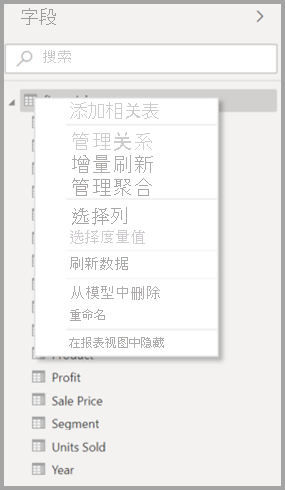 字段
搜索
添加相关表
管理关系
增量刷新
管理聚合
选择列
选择度量值
刷新数据
从模型中删除
重命名
在报表视图中隐藏
Product
Profit
Sale Price
Segment
Units Sold
Year